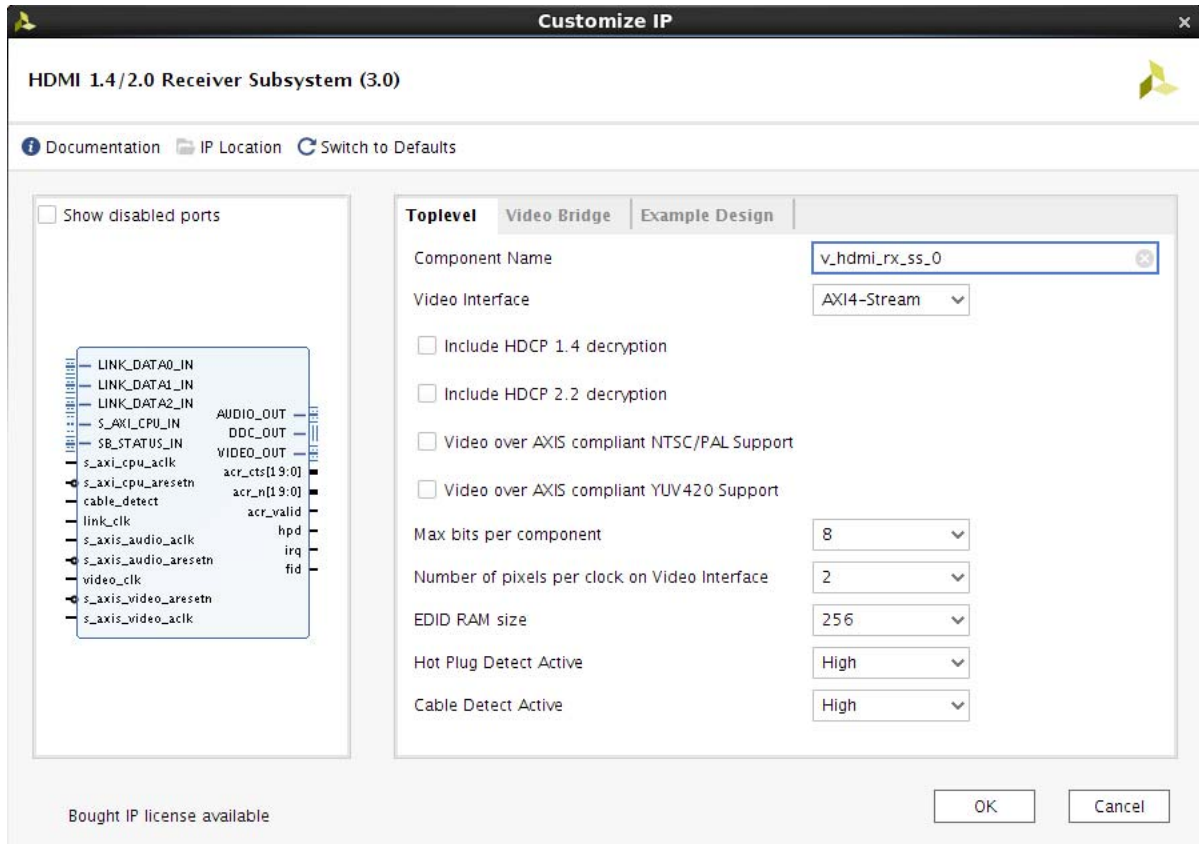 Customize IP
HDMI 1.4/2.0 Receiver Subsystem (3.0)
Documentation IP Location Switch to Defaults
Show disabled ports
LINK_DATA0_IN
LINK_DATA1_IN
LINK_DATA2_IN
S_AXI_CPU_IN
SB_STATUS_IN
s_axi_cpu_aclk
s_axi_cpu_aresetn
cable_detect
link_clk
s_axis_audio_aclk
s_axis_audio_aresetn
video_clk
s_axis_video_aresetn
s_axis_video_aclk
AUDIO_OUT
DDC_OUT
VIDEO_OUT
acr_cts[19:0]
acr_n[19:0]
acr_valid
hpd
irq
fid
Toplevel Video Bridge Example Design
Component Name v_hdmi_rx_ss_0
Video Interface AXI4-Stream
Include HDCP 1.4 decryption
Include HDCP 2.2 decryption
Video over AXIS compliant NTSC/PAL Support
Video over AXIS compliant YUV420 Support
Max bits per component 8
Number of pixels per clock on Video Interface 2
EDID RAM size 256
Hot Plug Detect Active High
Cable Detect Active High
Bought IP license available
OK Cancel